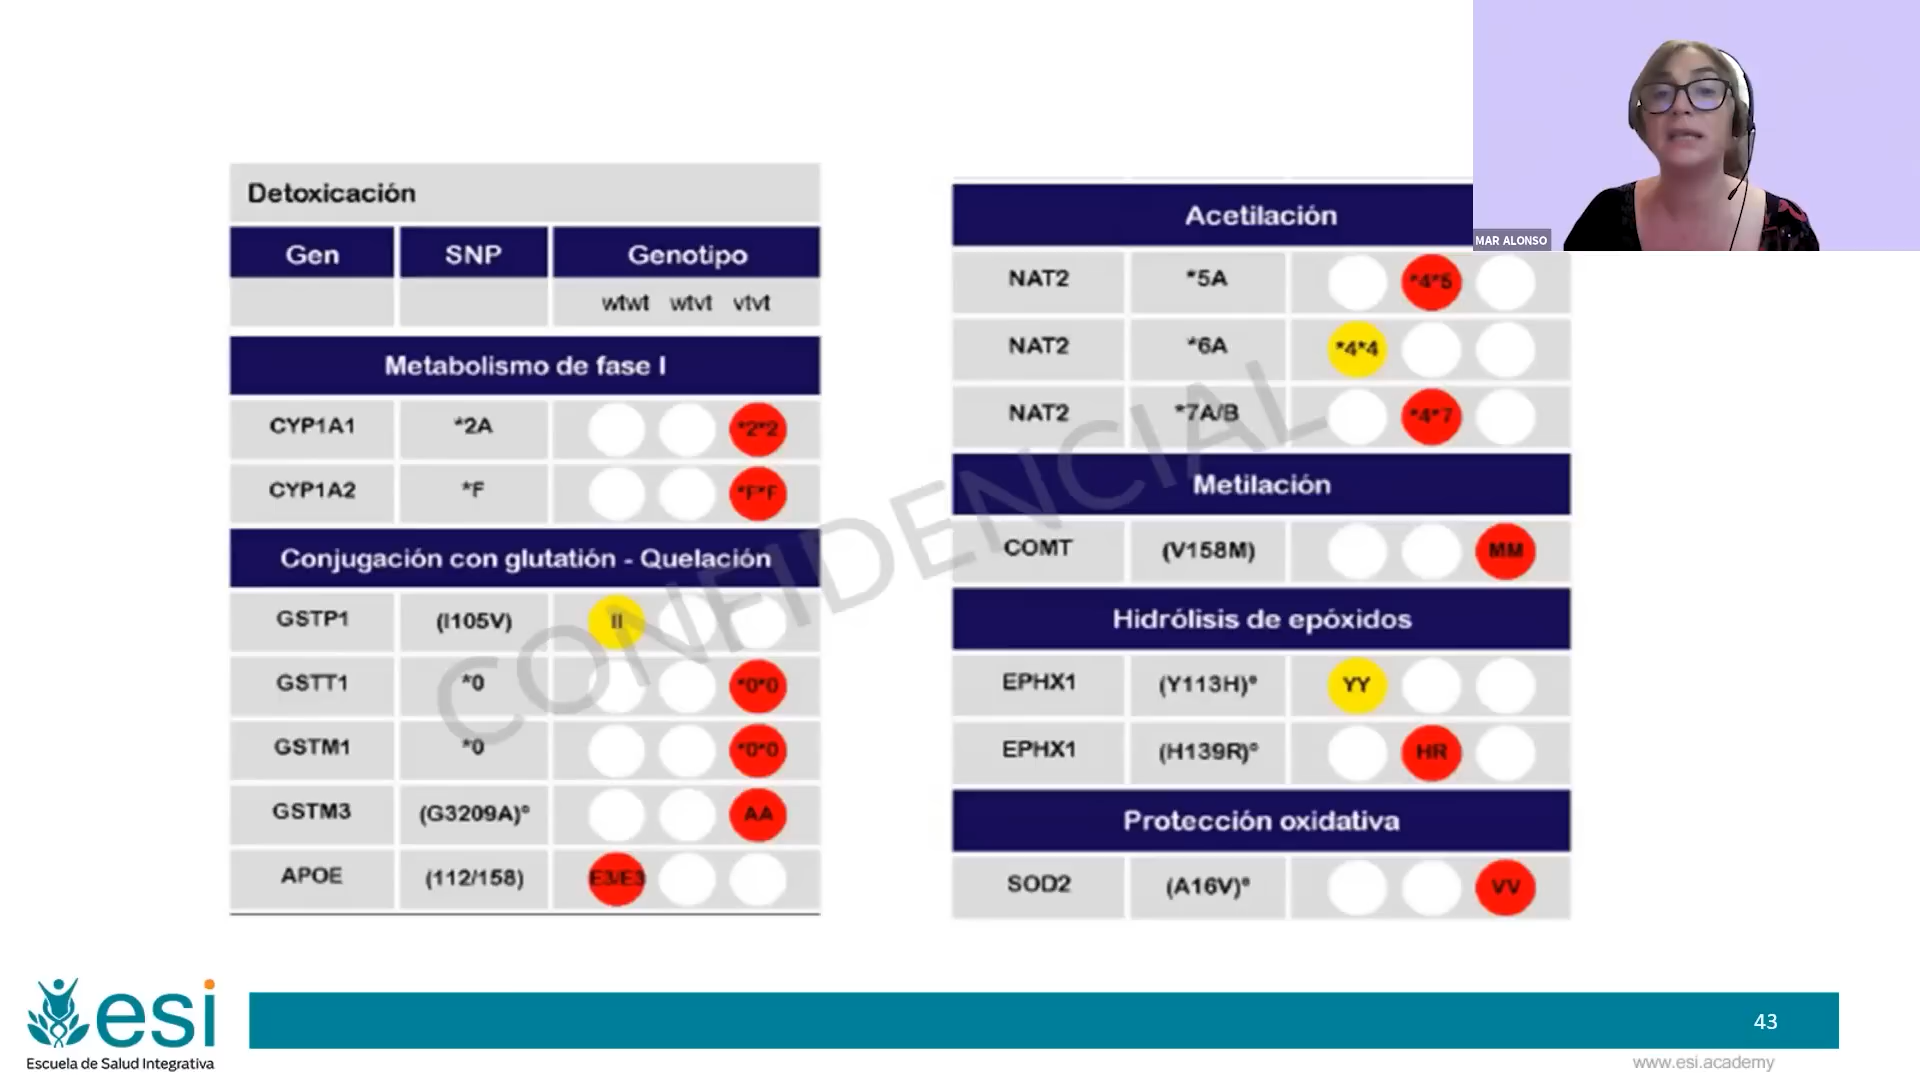 Detoxicación
Gen SNP Genotipo
wtwt wtvt vtvt
Metabolismo de fase I
CYP1A1 *2A *2*2
CYP1A2 *F *F*F
Conjugación con glutatión - Quelación
GSTP1 (I105V) II
GSTT1 *0 *0*0
GSTM1 *0 *0*0
GSTM3 (G3209A)° AA
APOE (112/158) E3/E3
Acetilación
NAT2 *5A *4*5
NAT2 *6A *4*4
NAT2 *7A/B *4*7
Metilación
COMT (V158M) MM
Hidrólisis de epóxidos
EPHX1 (Y113H)° YY
EPHX1 (H139R)° HR
Protección oxidativa
SOD2 (A16V)° VV
CONFIDENCIAL
MAR ALONSO
esi
Escuela de Salud Integrativa
43
www.esi.academy